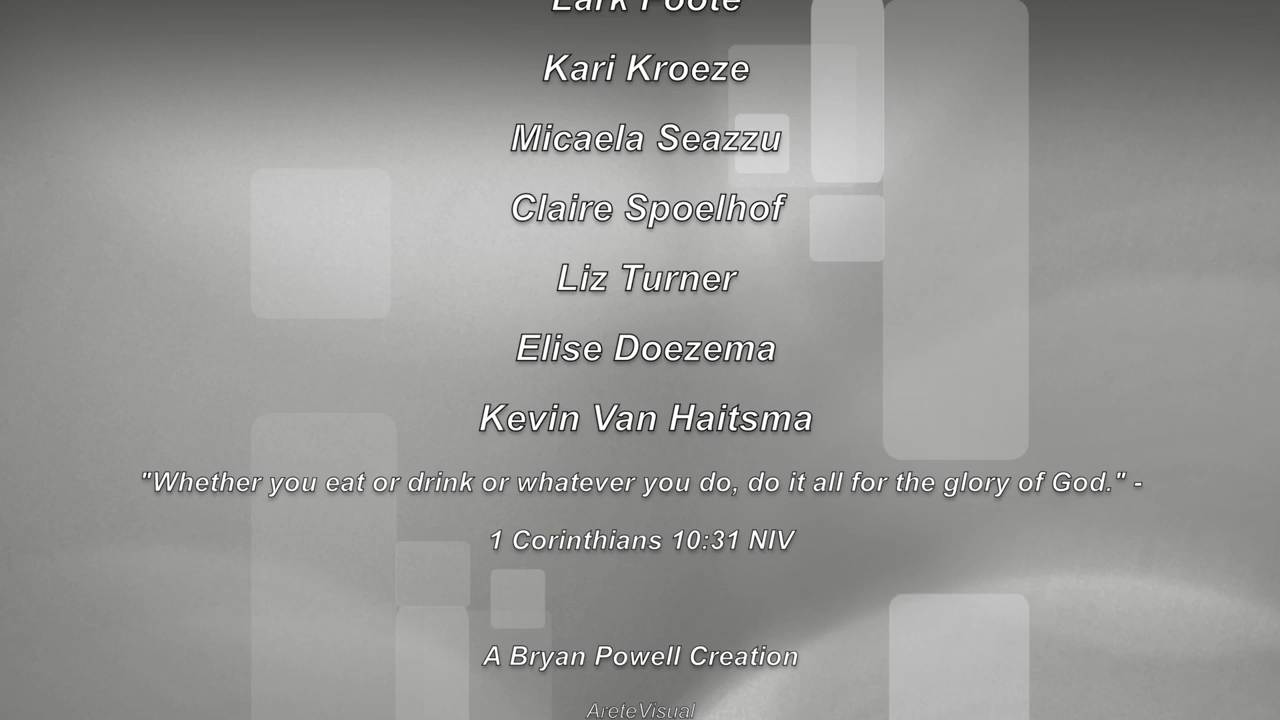 Lark Foote
Kari Kroeze
Micaela Seazzu
Claire Spoelhof
Liz Turner
Elise Doezema
Kevin Van Haitsma
"Whether you eat or drink or whatever you do, do it all for the glory of God." -
1 Corinthians 10:31 NIV
A Bryan Powell Creation
AreteVisual